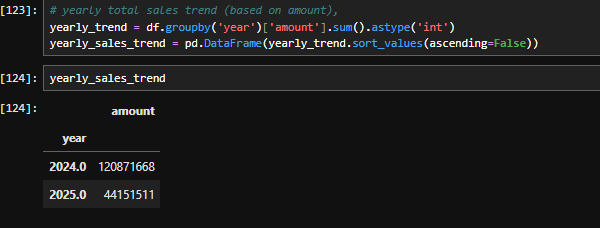 [123]: # yearly total sales trend (based on amount),
yearly_trend = df.groupby('year')['amount'].sum().astype('int')
yearly_sales_trend = pd.DataFrame(yearly_trend.sort_values(ascending=False))
[124]: yearly_sales_trend
[124]:
amount
year
2024.0 120871668
2025.0 44151511